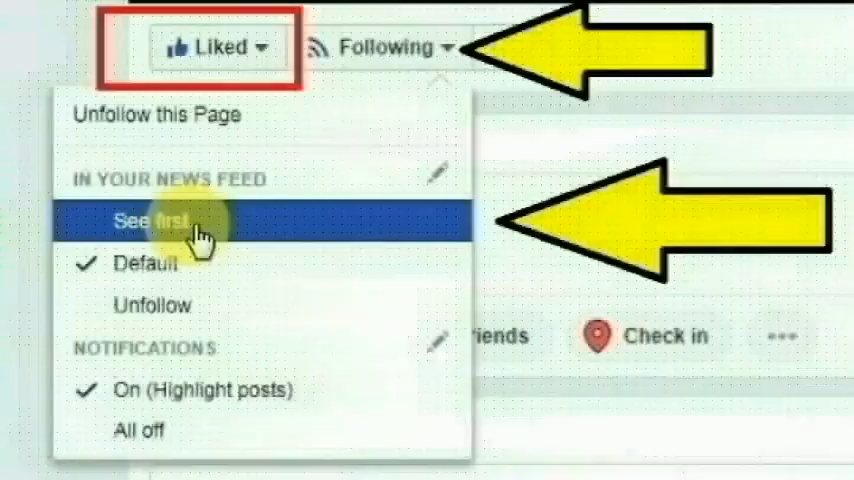 Liked Following
Unfollow this Page
IN YOUR NEWS FEED
See first
Default
Unfollow
riends Check in
NOTIFICATIONS
On (Highlight posts)
All off